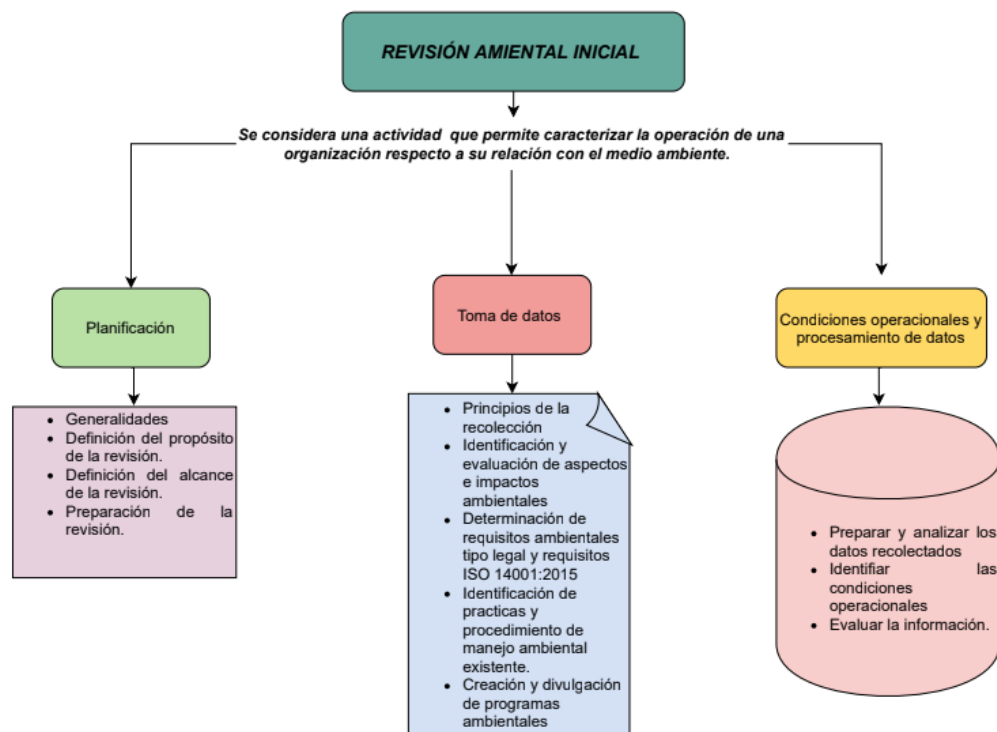 REVISIÓN AMIENTAL INICIAL
Se considera una actividad que permite caracterizar la operación de una
organización respecto a su relación con el medio ambiente.
Planificación
• Generalidades
• Definición del propósito
de la revisión.
• Definición del alcance
de la revisión.
• Preparación de la
revisión.
Toma de datos
• Principios de la
recolección
• Identificación y
evaluación de aspectos
e impactos
ambientales
• Determinación de
requisitos ambientales
tipo legal y requisitos
ISO 14001:2015
• Identificación de
practicas y
procedimiento de
manejo ambiental
existente.
• Creación y divulgación
de programas
ambientales
Condiciones operacionales y
procesamiento de datos
• Preparar y analizar los
datos recolectados
• Identifiar las
condiciones
operacionales
• Evaluar la información.